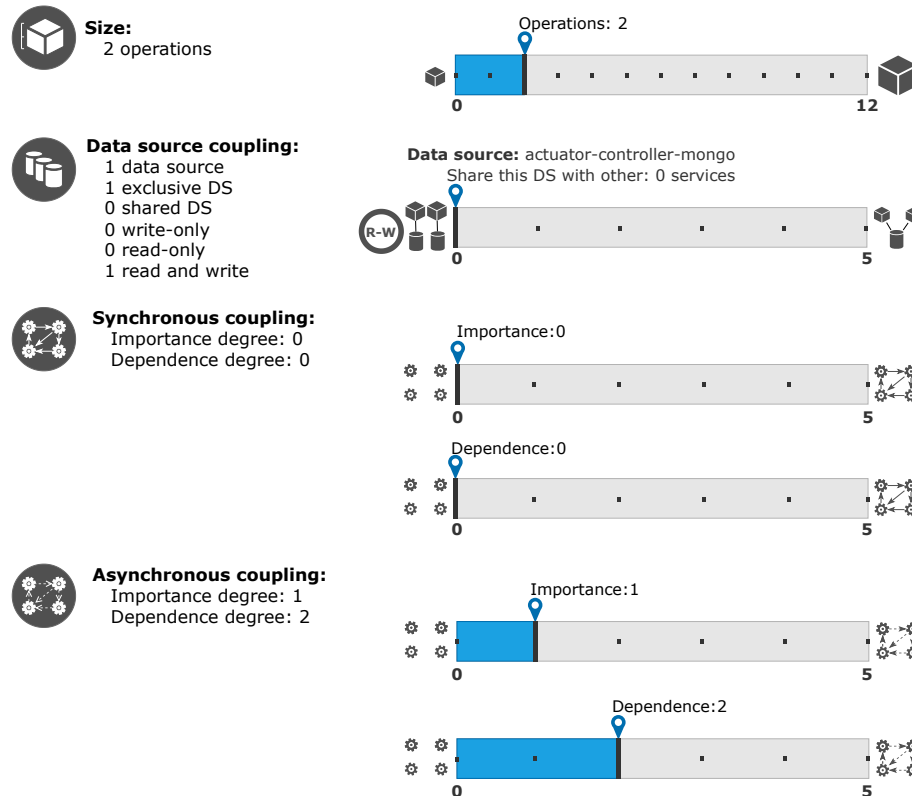 Size:
2 operations
Operations: 2
0
12
Data source coupling:
1 data source
1 exclusive DS
0 shared DS
0 write-only
0 read-only
1 read and write
Data source: actuator-controller-mongo
Share this DS with other: 0 services
R-W
0
5
Synchronous coupling:
Importance degree: 0
Dependence degree: 0
Importance:0
0
5
Dependence:0
0
5
Asynchronous coupling:
Importance degree: 1
Dependence degree: 2
Importance:1
0
5
Dependence:2
0
5